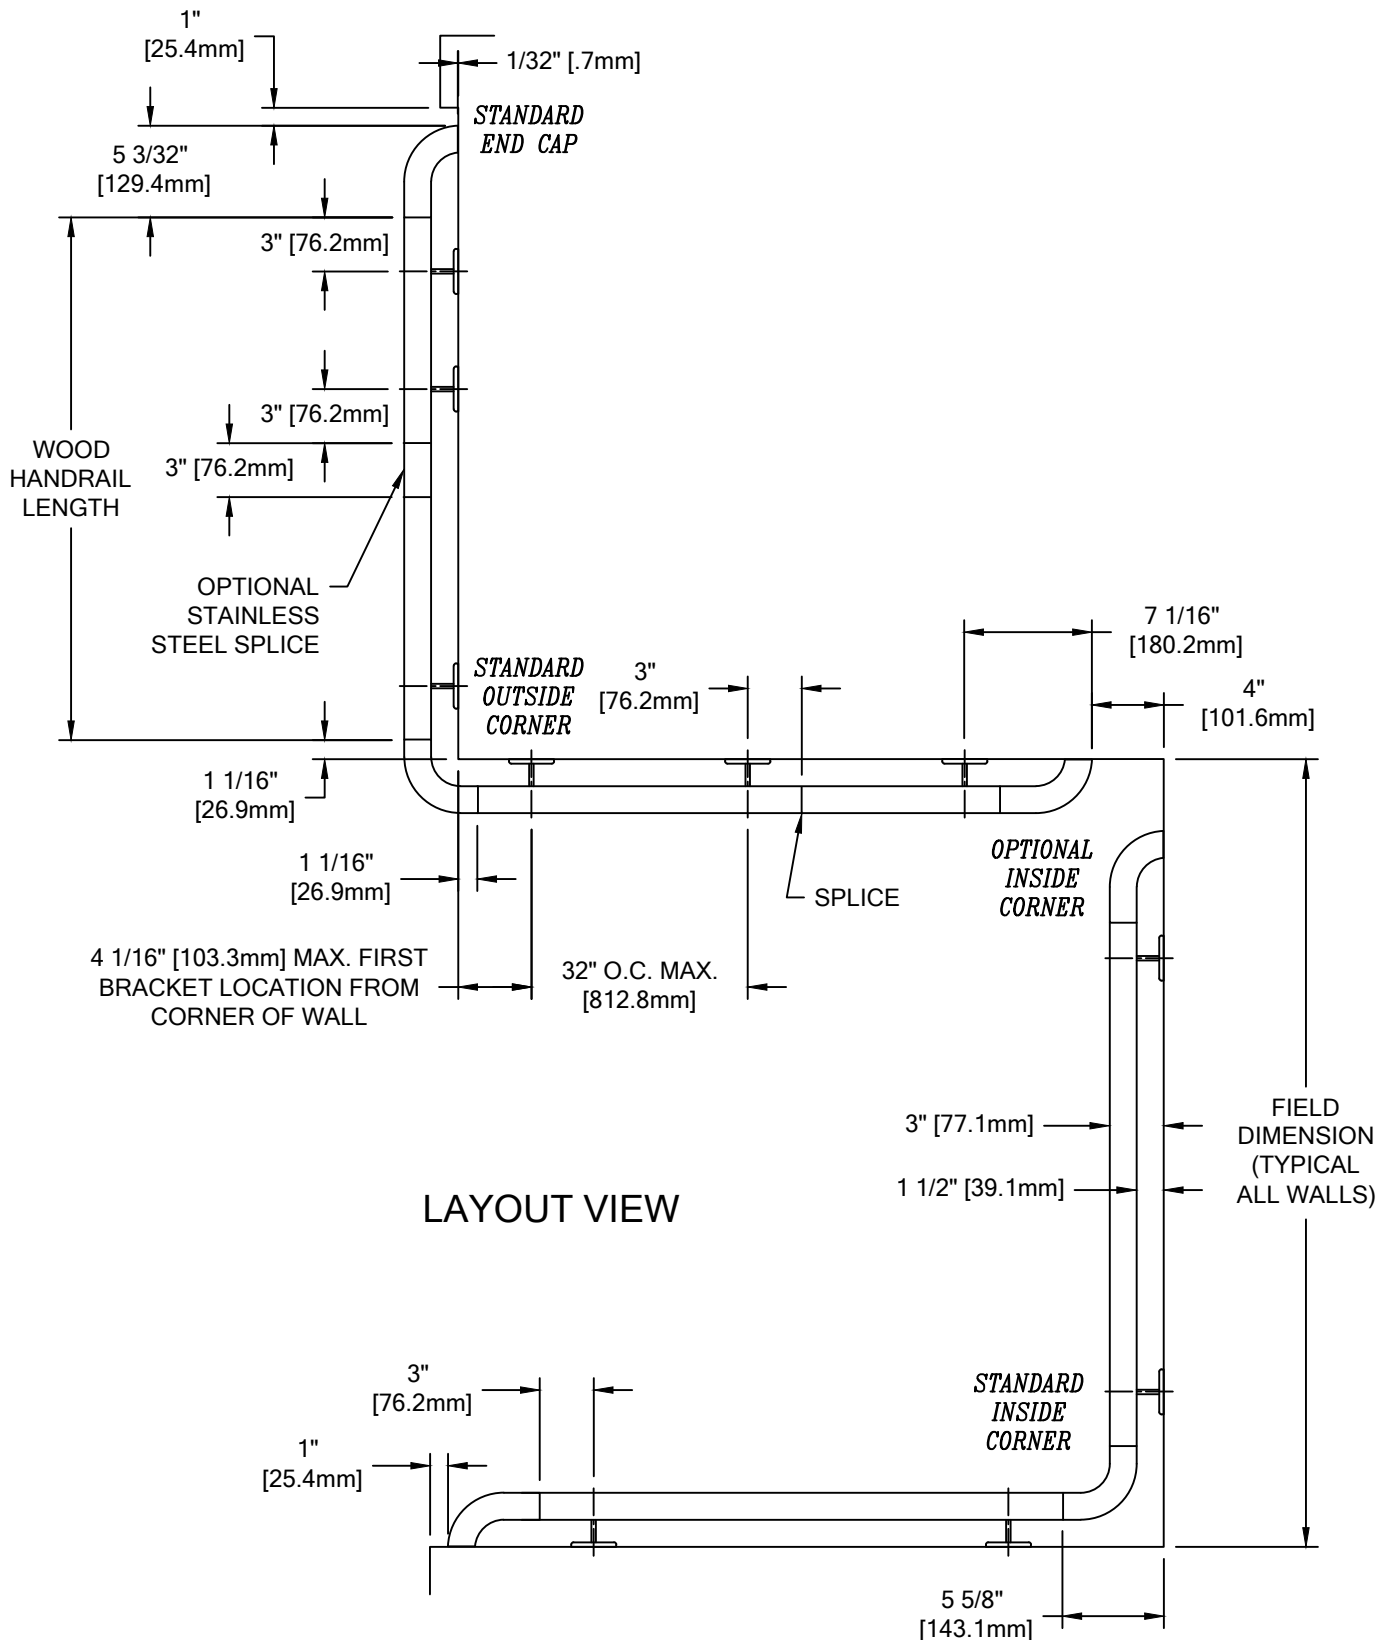 1"
[25.4mm]
1/32" [.7mm]
STANDARD
END CAP
5 3/32"
[129.4mm]
3" [76.2mm]
3" [76.2mm]
WOOD
HANDRAIL
LENGTH
3" [76.2mm]
OPTIONAL
STAINLESS
STEEL SPLICE
STANDARD
OUTSIDE
CORNER
3"
[76.2mm]
7 1/16"
[180.2mm]
4"
[101.6mm]
1 1/16"
[26.9mm]
1 1/16"
[26.9mm]
SPLICE
OPTIONAL
INSIDE
CORNER
4 1/16" [103.3mm] MAX. FIRST
BRACKET LOCATION FROM
CORNER OF WALL
32" O.C. MAX.
[812.8mm]
3" [77.1mm]
1 1/2" [39.1mm]
FIELD
DIMENSION
(TYPICAL
ALL WALLS)
LAYOUT VIEW
3"
[76.2mm]
STANDARD
INSIDE
CORNER
1"
[25.4mm]
5 5/8"
[143.1mm]